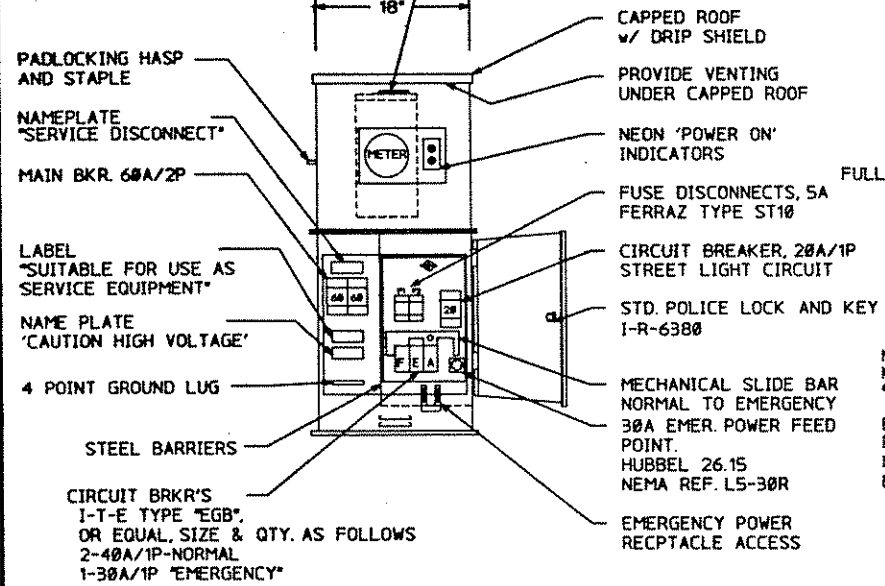 18"
PADLOCKING HASP
AND STAPLE
NAMEPLATE
"SERVICE DISCONNECT"
MAIN BKR. 60A/2P
LABEL
"SUITABLE FOR USE AS
SERVICE EQUIPMENT"
NAME PLATE
'CAUTION HIGH VOLTAGE'
4 POINT GROUND LUG
STEEL BARRIERS
CIRCUIT BRKR'S
I-T-E TYPE "EGB",
OR EQUAL, SIZE & QTY. AS FOLLOWS
2-40A/1P-NORMAL
1-30A/1P "EMERGENCY"
METER
60 60
20
F E A
CAPPED ROOF
w/ DRIP SHIELD
PROVIDE VENTING
UNDER CAPPED ROOF
NEON 'POWER ON'
INDICATORS
FULL
FUSE DISCONNECTS, 5A
FERRAZ TYPE ST10
CIRCUIT BREAKER, 20A/1P
STREET LIGHT CIRCUIT
STD. POLICE LOCK AND KEY
I-R-6380
MECHANICAL SLIDE BAR
NORMAL TO EMERGENCY
30A EMER. POWER FEED
POINT.
HUBBEL 26.15
NEMA REF. L5-30R
EMERGENCY POWER
RECPTACLE ACCESS